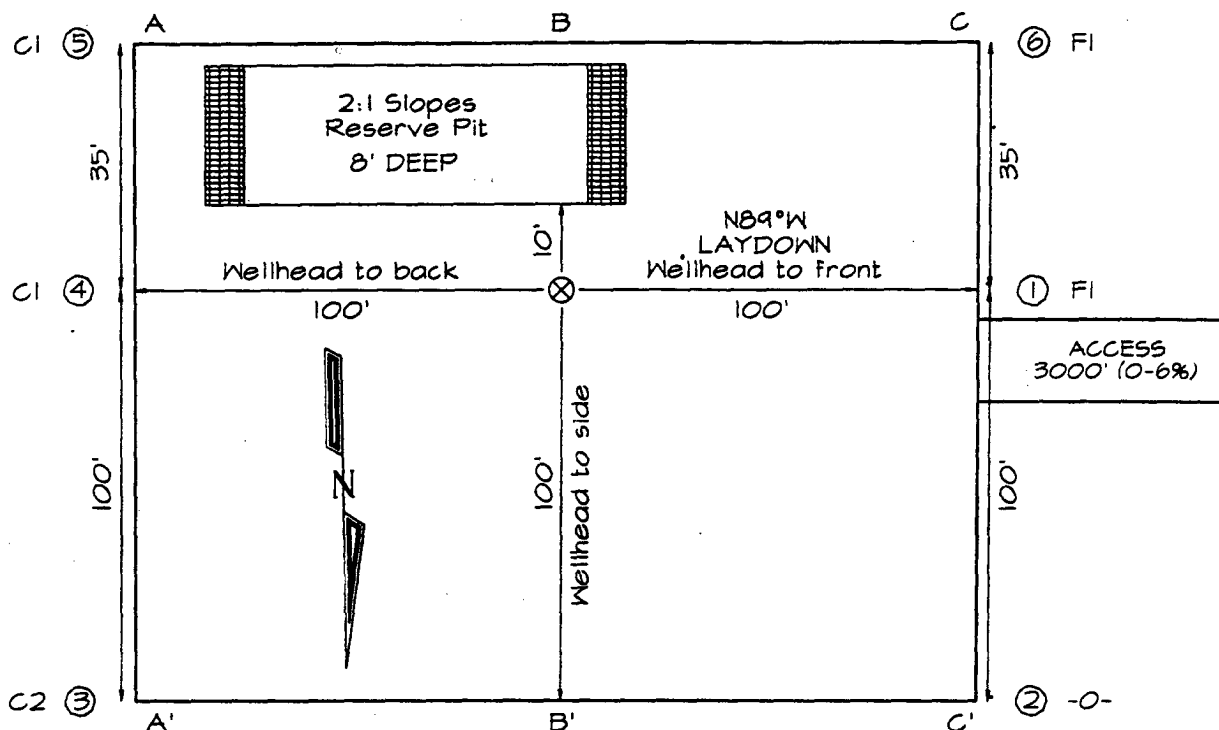 A B C
C1 ⑤ ⑥ F1
2:1 Slopes
Reserve Pit
8' DEEP
35' 35'
10'
N89°W
LAYDOWN
Wellhead to back Wellhead to front
C1 ④ ① F1
100' 100'
ACCESS
3000' (0-6%)
N
100' 100' Wellhead to side 100'
C2 ③ ② -0-
A' B' C'